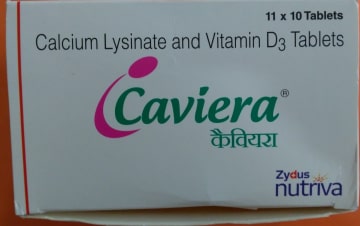 11 x 10 Tablets
Calcium Lysinate and Vitamin D3 Tablets
Caviera®
कैवियरा
Zydus
nutriva